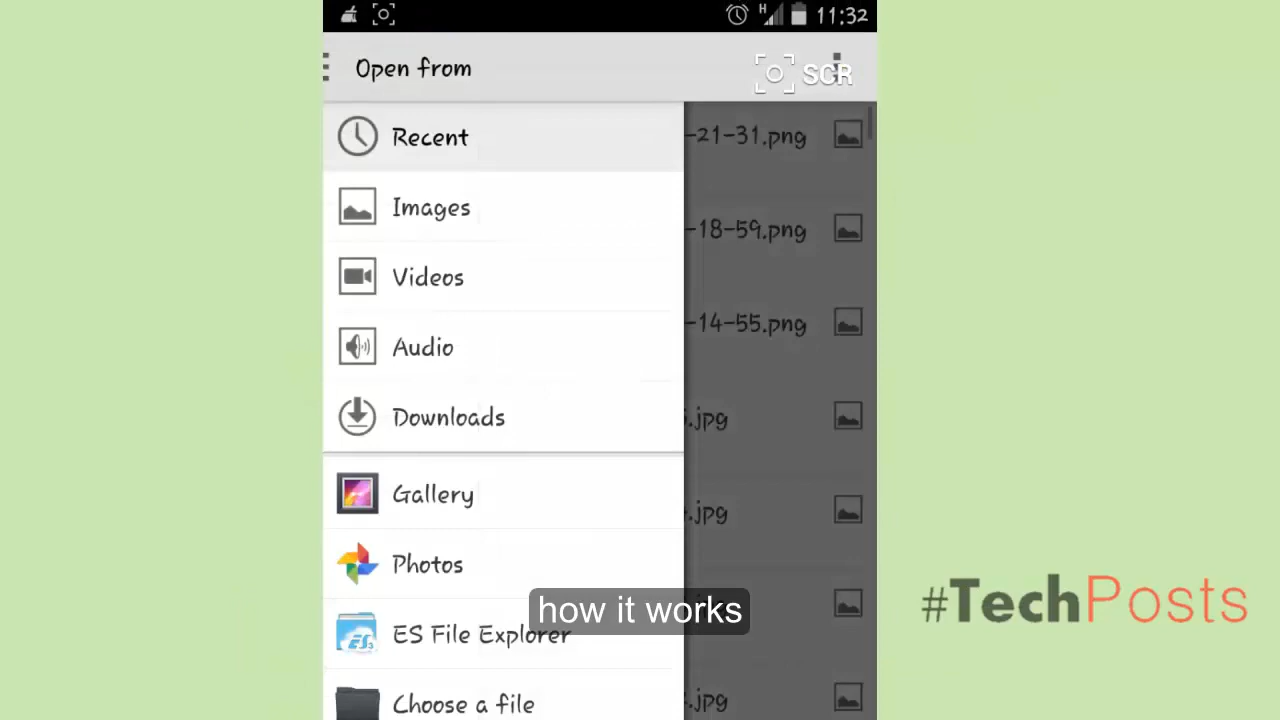 H 11:32
Open from
SCR
Recent
-21-31.png
Images
-18-59.png
Videos
-14-55.png
Audio
Downloads
.jpg
Gallery
.jpg
Photos
how it works
#TechPosts
ES File Explorer
Choose a file
.jpg